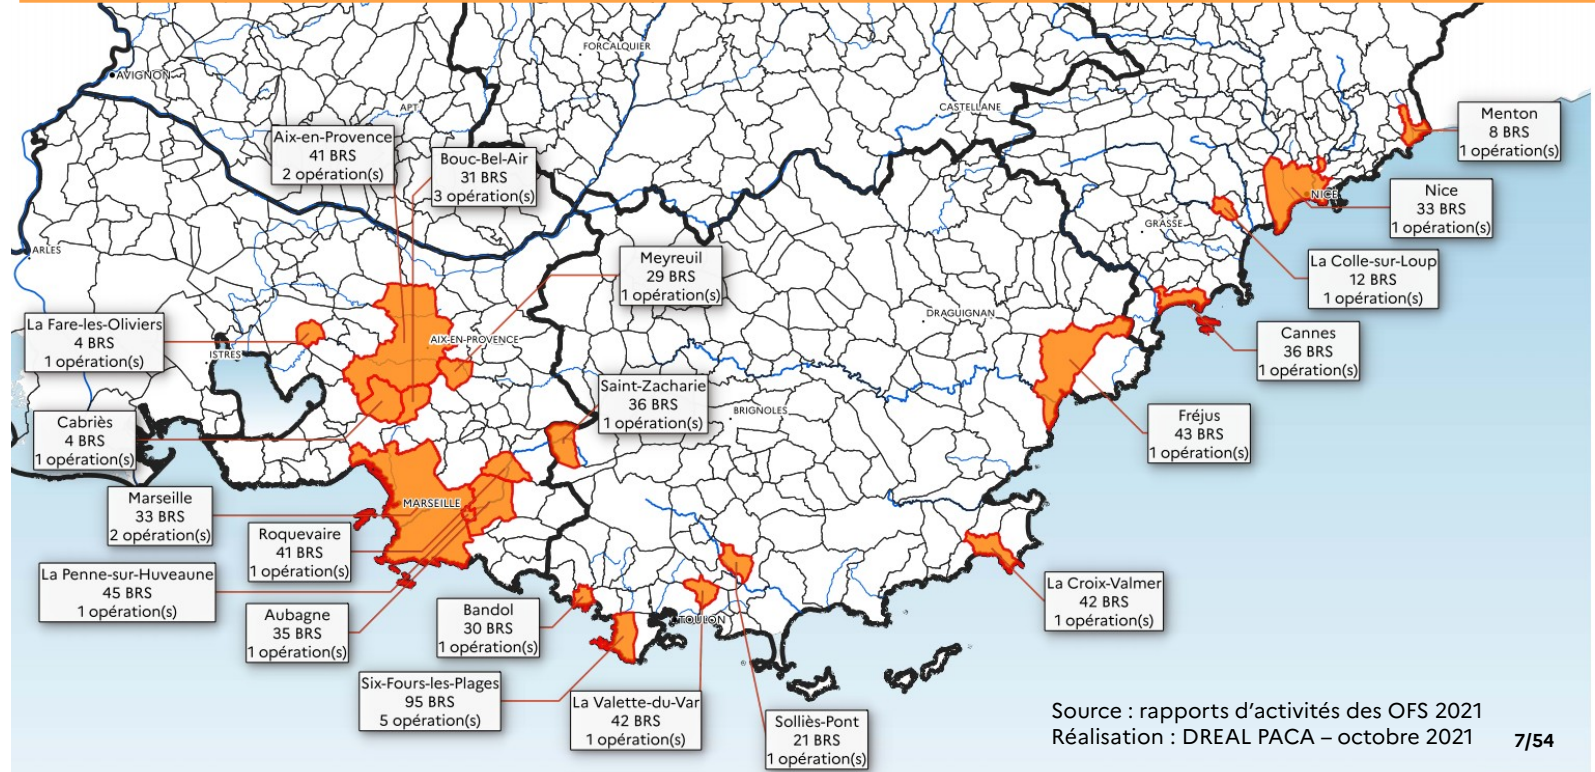 FORCALQUIER
AVIGNON
APT
CASTELLANE
Menton
8 BRS
1 opération(s)
Aix-en-Provence
41 BRS
2 opération(s)
Bouc-Bel-Air
31 BRS
3 opération(s)
NICE
Nice
33 BRS
1 opération(s)
GRASSE
ARLES
Meyreuil
29 BRS
1 opération(s)
La Colle-sur-Loup
12 BRS
1 opération(s)
DRAGUIGNAN
La Fare-les-Oliviers
4 BRS
1 opération(s)
ISTRES
AIX-EN-PROVENCE
Cannes
36 BRS
1 opération(s)
Saint-Zacharie
36 BRS
1 opération(s)
BRIGNOLES
Cabriès
4 BRS
1 opération(s)
Fréjus
43 BRS
1 opération(s)
Marseille
33 BRS
2 opération(s)
MARSEILLE
Roquevaire
41 BRS
1 opération(s)
La Penne-sur-Huveaune
45 BRS
1 opération(s)
Aubagne
35 BRS
1 opération(s)
Bandol
30 BRS
1 opération(s)
TOULON
La Croix-Valmer
42 BRS
1 opération(s)
Six-Fours-les-Plages
95 BRS
5 opération(s)
La Valette-du-Var
42 BRS
1 opération(s)
Solliès-Pont
21 BRS
1 opération(s)
Source : rapports d'activités des OFS 2021
Réalisation : DREAL PACA – octobre 2021
7/54